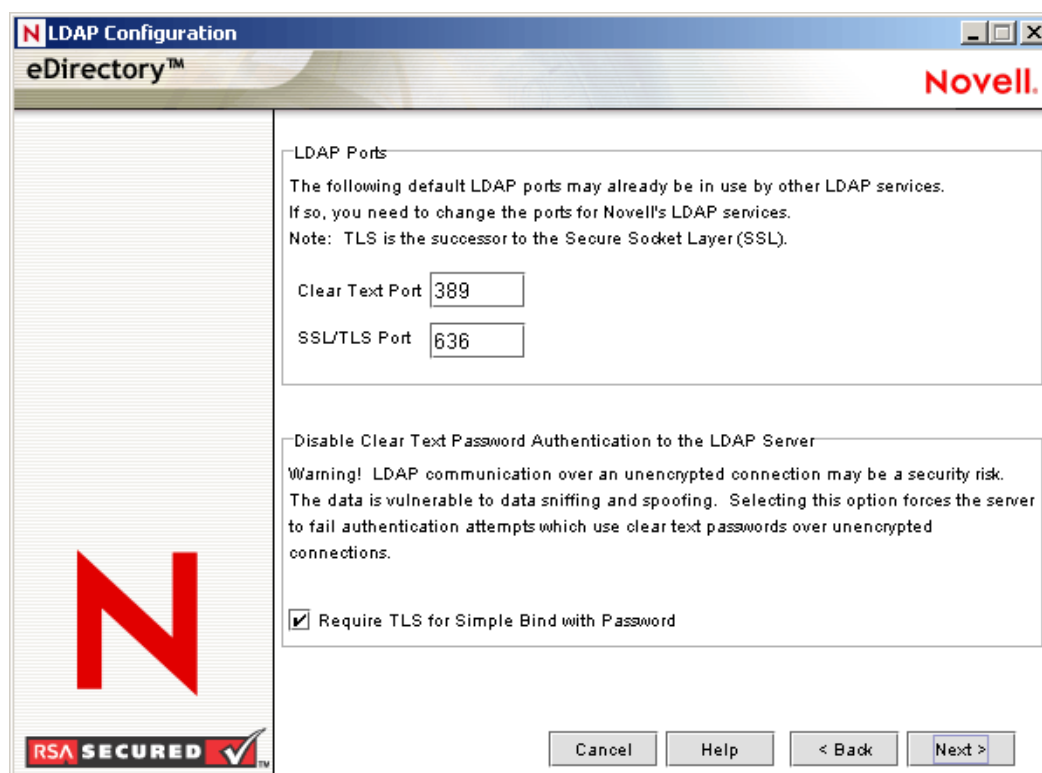 N LDAP Configuration
eDirectory™
Novell.
LDAP Ports
The following default LDAP ports may already be in use by other LDAP services.
If so, you need to change the ports for Novell's LDAP services.
Note: TLS is the successor to the Secure Socket Layer (SSL).
Clear Text Port 389
SSL/TLS Port 636
Disable Clear Text Password Authentication to the LDAP Server
Warning! LDAP communication over an unencrypted connection may be a security risk.
The data is vulnerable to data sniffing and spoofing. Selecting this option forces the server
to fail authentication attempts which use clear text passwords over unencrypted
connections.
Require TLS for Simple Bind with Password
N
RSA SECURED TM
Cancel Help < Back Next >